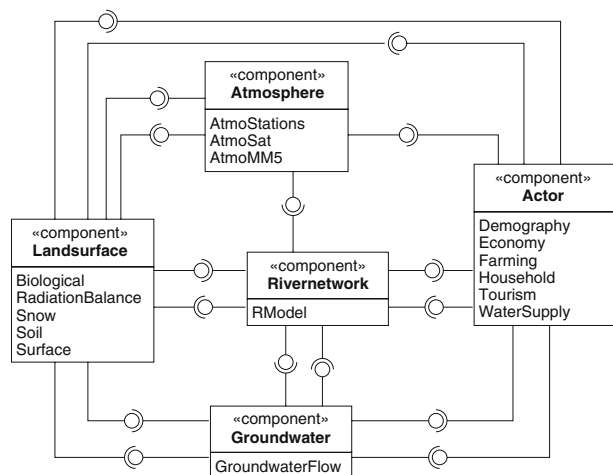 «component»
Atmosphere
AtmoStations
AtmoSat
AtmoMM5
«component»
Actor
Demography
Economy
Farming
Household
Tourism
WaterSupply
«component»
Landsurface
Biological
RadiationBalance
Snow
Soil
Surface
«component»
Rivernetwork
RModel
«component»
Groundwater
GroundwaterFlow